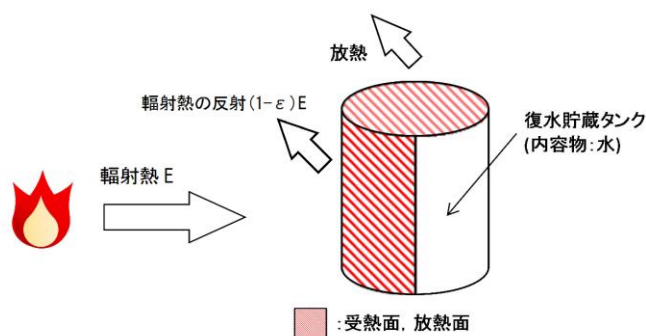 放熱
輻射熱の反射(1-ε)E
復水貯蔵タンク
(内容物:水)
輻射熱 E
:受熱面, 放熱面